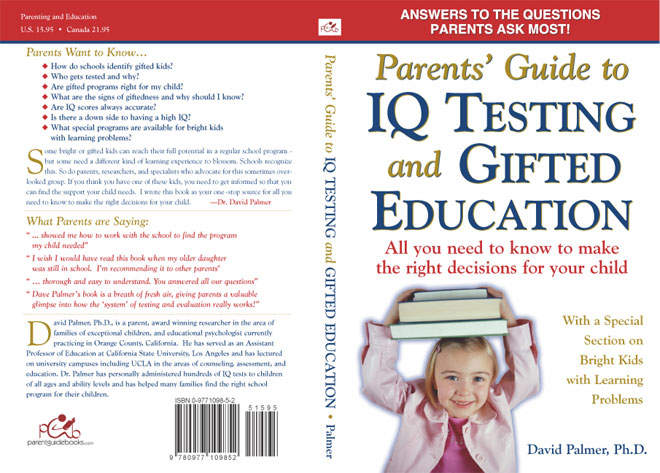 Parenting and Education
U.S. 15.95 • Canada 21.95
Parents Want to Know…
◆ How do schools identify gifted kids?
◆ Who gets tested and why?
◆ Are gifted programs right for my child?
◆ What are the signs of giftedness and why should I know?
◆ Are IQ scores always accurate?
◆ Is there a down side to having a high IQ?
◆ What special programs are available for bright kids
with learning problems?
Some bright or gifted kids can reach their full potential in a regular school program -
but some need a different kind of learning experience to blossom. Schools recognize
this. So do parents, researchers, and specialists who advocate for this sometimes over-
looked group. If you think you have one of these kids, you need to get informed so that you
can find the support your child needs. I wrote this book as your one-stop source for all you
need to know to make the right decisions for your child. —Dr. David Palmer
What Parents are Saying:
" ... showed me how to work with the school to find the program
my child needed"
" I wish I would have read this book when my older daughter
was still in school. I'm recommending it to other parents"
" ... thorough and easy to understand. You answered all our questions"
" Dave Palmer's book is a breath of fresh air, giving parents a valuable
glimpse into how the 'system' of testing and evaluation really works!"
David Palmer, Ph.D., is a parent, award winning researcher in the area of
families of exceptional children, and educational psychologist currently
practicing in Orange County, California. He has served as an Assistant
Professor of Education at California State University, Los Angeles and has lectured
on university campuses including UCLA in the areas of counseling, assessment, and
education. Dr. Palmer has personally administered hundreds of IQ tests to children
of all ages and ability levels and has helped many families find the right school
program for their children.
parentguidebooks.com
ISBN 0-9771098-5-2
51595
9 780977 109852
Parents' Guide to IQ TESTING and GIFTED EDUCATION • Palmer
ANSWERS TO THE QUESTIONS
PARENTS ASK MOST!
Parents' Guide to
IQ TESTING
and GIFTED
EDUCATION
All you need to know to make
the right decisions for your child
With a Special
Section on
Bright Kids
with Learning
Problems
David Palmer, Ph.D.